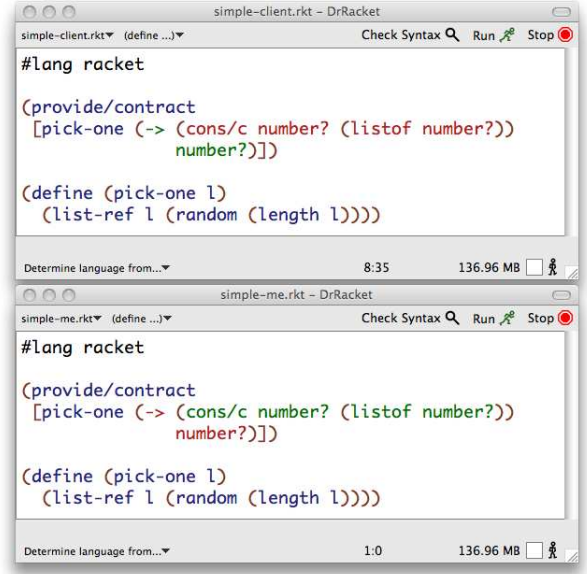 simple-client.rkt - DrRacket
simple-client.rkt▼ (define ...)▼ Check Syntax Run Stop
#lang racket
(provide/contract
[pick-one (-> (cons/c number? (listof number?))
number?)])
(define (pick-one l)
(list-ref l (random (length l))))
Determine language from...▼ 8:35 136.96 MB
simple-me.rkt - DrRacket
simple-me.rkt▼ (define ...)▼ Check Syntax Run Stop
#lang racket
(provide/contract
[pick-one (-> (cons/c number? (listof number?))
number?)])
(define (pick-one l)
(list-ref l (random (length l))))
Determine language from...▼ 1:0 136.96 MB